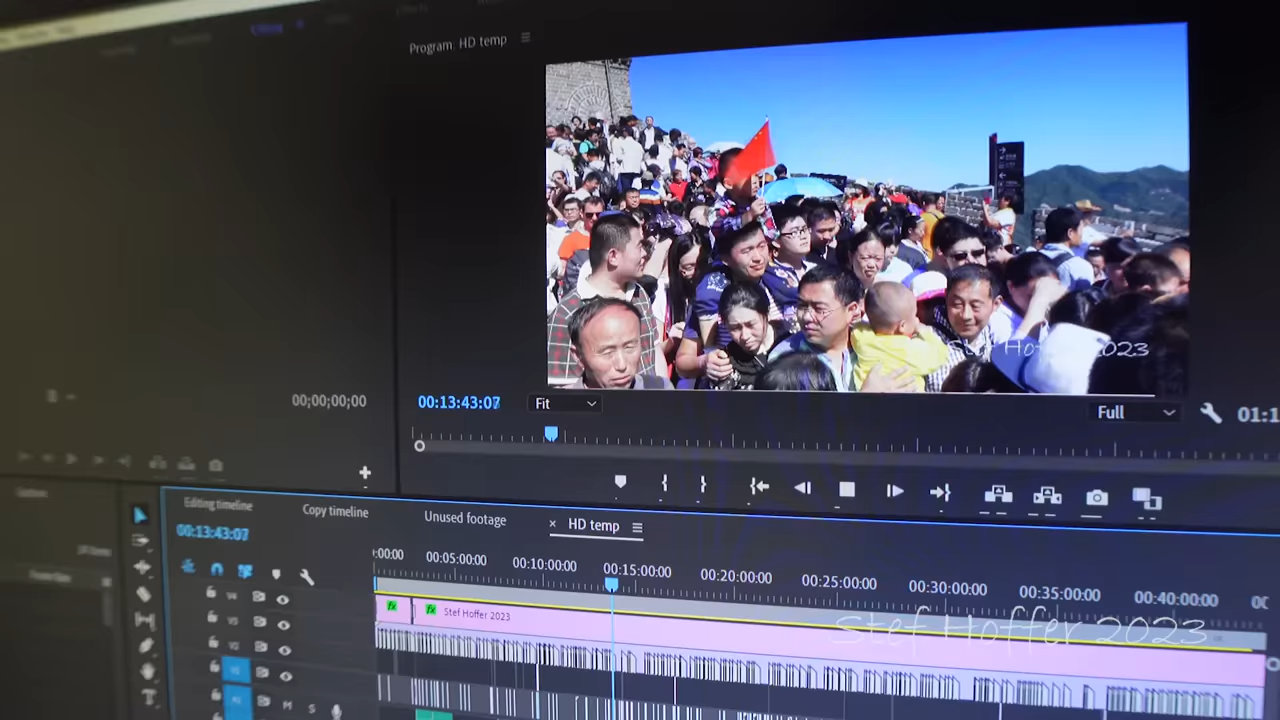 Program: HD temp
Stef Hoffer 2023
00;00;00;00
00:13:43:07
Fit
Full
01:1
Editing timeline
Copy timeline
Unused footage
× HD temp
00:13:43:07
:00:00
00:05:00:00
00:10:00:00
00:15:00:00
00:20:00:00
00:25:00:00
00:30:00:00
00:35:00:00
00:40:00:00
fx
fx
Stef Hoffer 2023
Stef Hoffer 2023
M
S